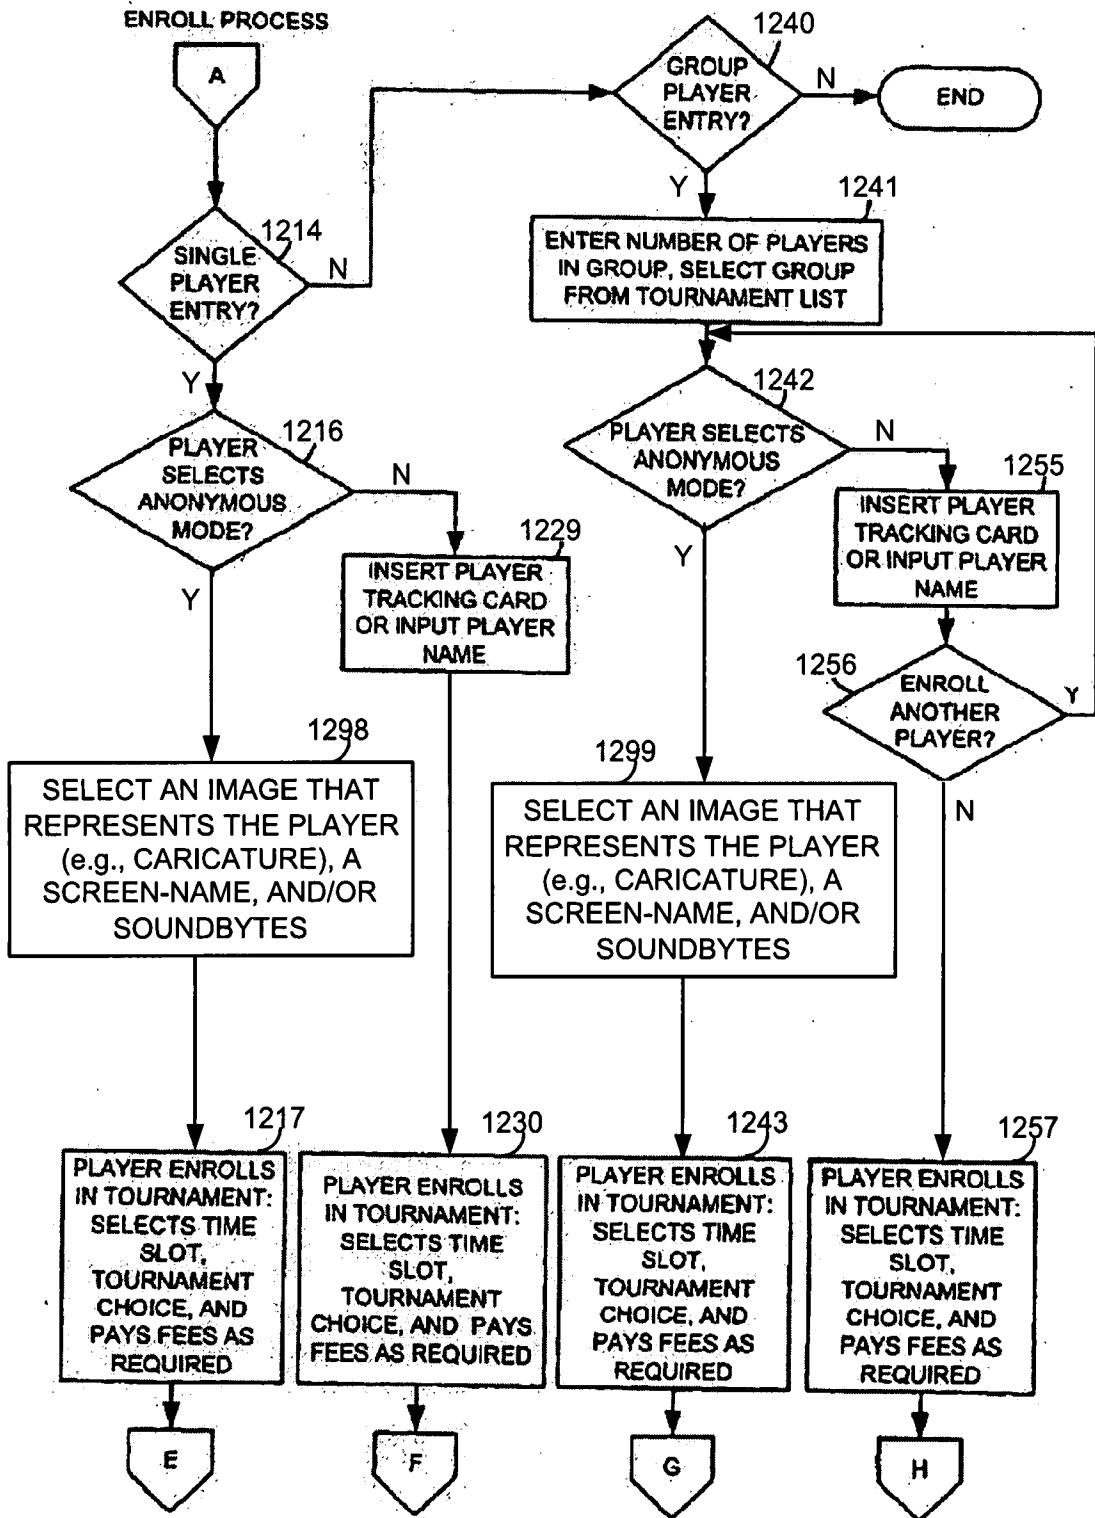 ENROLL PROCESS
A
1214
SINGLE
PLAYER
ENTRY?
N
Y
1240
GROUP
PLAYER
ENTRY?
N
END
Y
1241
ENTER NUMBER OF PLAYERS
IN GROUP, SELECT GROUP
FROM TOURNAMENT LIST
1216
PLAYER
SELECTS
ANONYMOUS
MODE?
N
Y
1229
INSERT PLAYER
TRACKING CARD
OR INPUT PLAYER
NAME
1242
PLAYER SELECTS
ANONYMOUS
MODE?
N
Y
1255
INSERT PLAYER
TRACKING CARD
OR INPUT PLAYER
NAME
1256
ENROLL
ANOTHER
PLAYER?
Y
N
1298
SELECT AN IMAGE THAT
REPRESENTS THE PLAYER
(e.g., CARICATURE), A
SCREEN-NAME, AND/OR
SOUNDBYTES
1299
SELECT AN IMAGE THAT
REPRESENTS THE PLAYER
(e.g., CARICATURE), A
SCREEN-NAME, AND/OR
SOUNDBYTES
1217
PLAYER ENROLLS
IN TOURNAMENT:
SELECTS TIME
SLOT,
TOURNAMENT
CHOICE, AND
PAYS FEES AS
REQUIRED
E
1230
PLAYER ENROLLS
IN TOURNAMENT:
SELECTS TIME
SLOT,
TOURNAMENT
CHOICE, AND PAYS
FEES AS REQUIRED
F
1243
PLAYER ENROLLS
IN TOURNAMENT:
SELECTS TIME
SLOT,
TOURNAMENT
CHOICE, AND
PAYS FEES AS
REQUIRED
G
1257
PLAYER ENROLLS
IN TOURNAMENT:
SELECTS TIME
SLOT,
TOURNAMENT
CHOICE, AND
PAYS FEES AS
REQUIRED
H